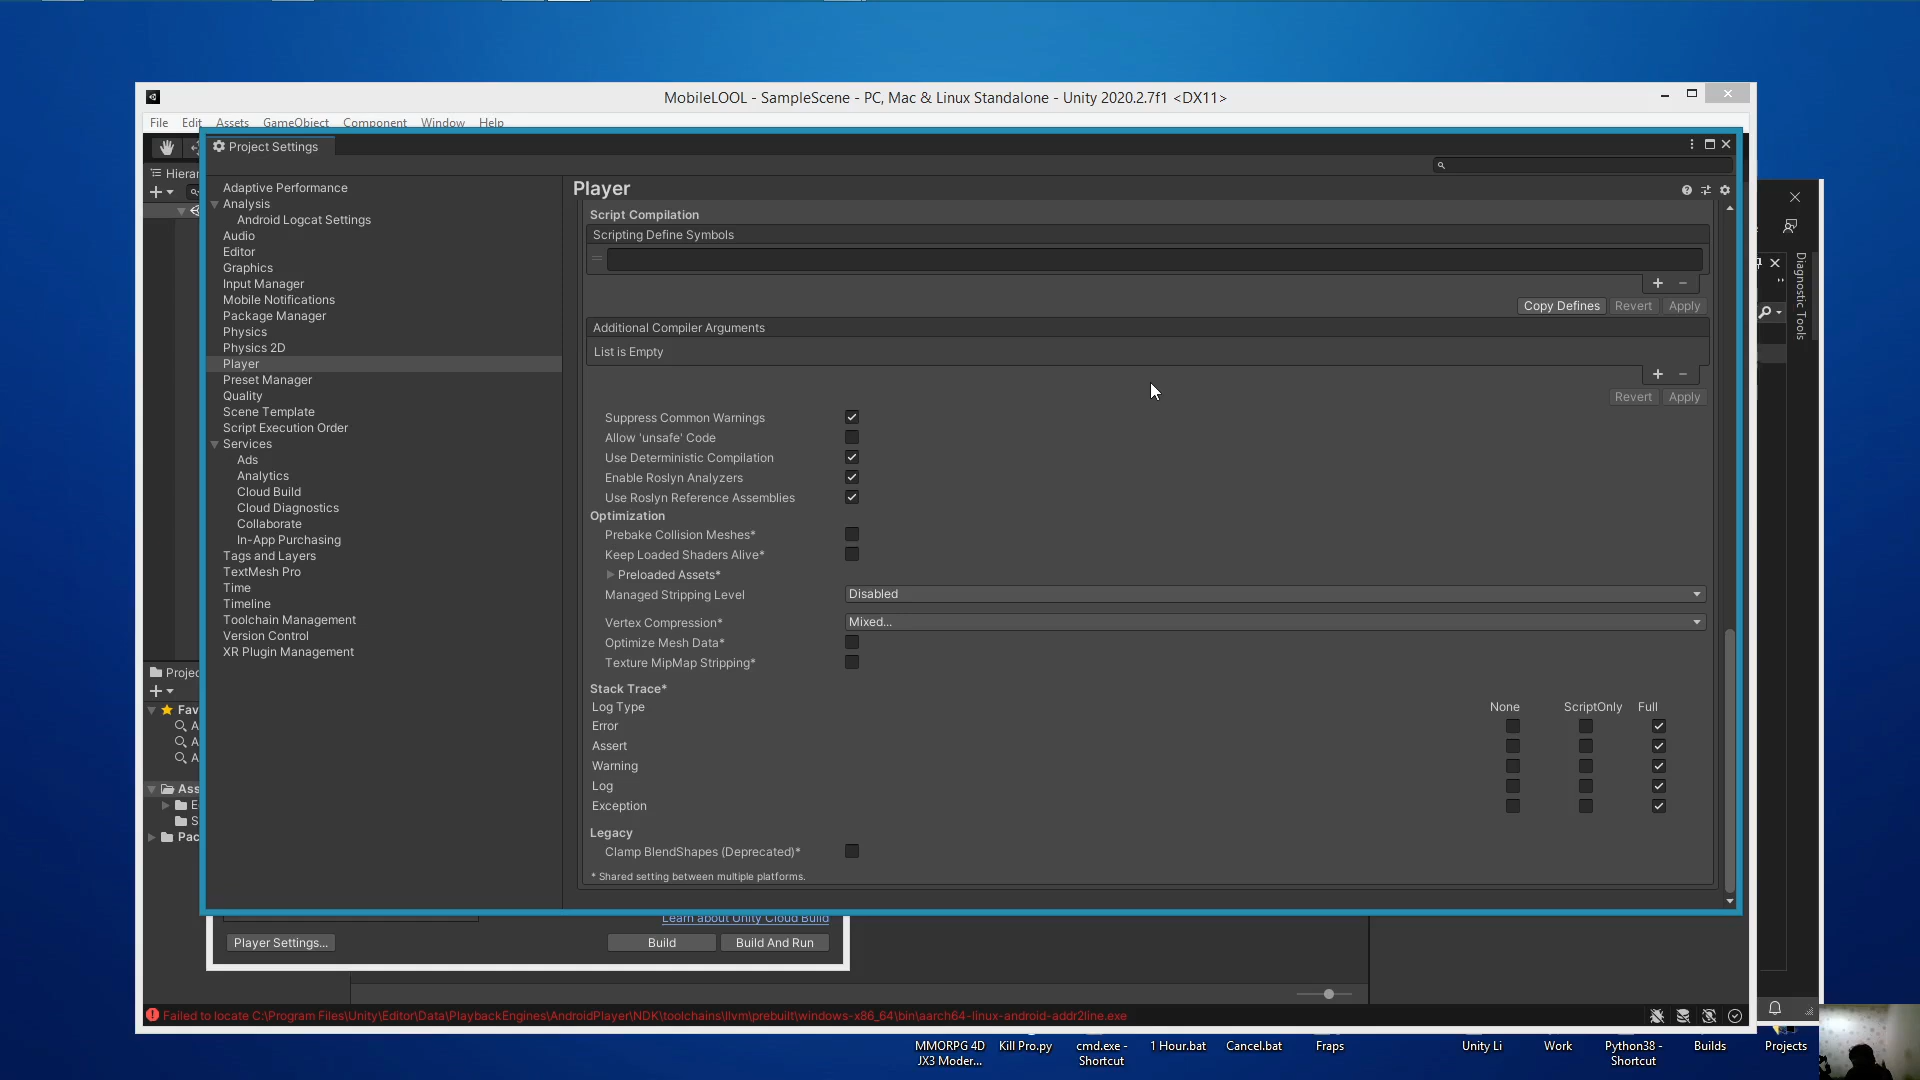 MobileLOOL - SampleScene - PC, Mac & Linux Standalone - Unity 2020.2.7f1 <DX11>
File Edit Assets GameObject Component Window Help
Project Settings
Hierar
Adaptive Performance
Analysis
Android Logcat Settings
Audio
Editor
Graphics
Input Manager
Mobile Notifications
Package Manager
Physics
Physics 2D
Player
Preset Manager
Quality
Scene Template
Script Execution Order
Services
Ads
Analytics
Cloud Build
Cloud Diagnostics
Collaborate
In-App Purchasing
Tags and Layers
TextMesh Pro
Time
Timeline
Toolchain Management
Version Control
XR Plugin Management
Player
Script Compilation
Scripting Define Symbols
Copy Defines Revert Apply
Additional Compiler Arguments
List is Empty
Revert Apply
Suppress Common Warnings
Allow 'unsafe' Code
Use Deterministic Compilation
Enable Roslyn Analyzers
Use Roslyn Reference Assemblies
Optimization
Prebake Collision Meshes*
Keep Loaded Shaders Alive*
Preloaded Assets*
Managed Stripping Level Disabled
Vertex Compression* Mixed...
Optimize Mesh Data*
Texture MipMap Stripping*
Stack Trace*
Log Type None ScriptOnly Full
Error
Assert
Warning
Log
Exception
Legacy
Clamp BlendShapes (Deprecated)*
* Shared setting between multiple platforms.
Diagnostic Tools
Projec
Fav
A
A
A
Ass
E
S
Pac
Learn about Unity Cloud Build
Player Settings... Build Build And Run
Failed to locate C:\Program Files\Unity\Editor\Data\PlaybackEngines\AndroidPlayer\NDK\toolchains\llvm\prebuilt\windows-x86_64\bin\aarch64-linux-android-addr2line.exe
MMORPG 4D JX3 Moder...
Kill Pro.py
cmd.exe - Shortcut
1 Hour.bat
Cancel.bat
Fraps
Unity Li
Work
Python38 - Shortcut
Builds
Projects